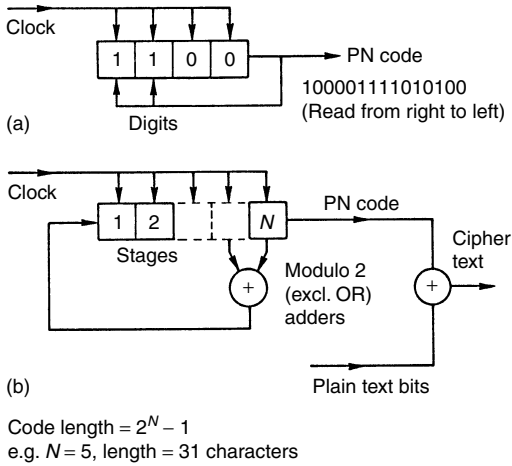 Clock
1 1 0 0
PN code
100001111010100
(Read from right to left)
(a)
Digits
Clock
1 2 N
PN code
Stages
Cipher
text
+
Modulo 2
(excl. OR)
adders
+
(b)
Plain text bits
Code length = 2^N – 1
e.g. N = 5, length = 31 characters